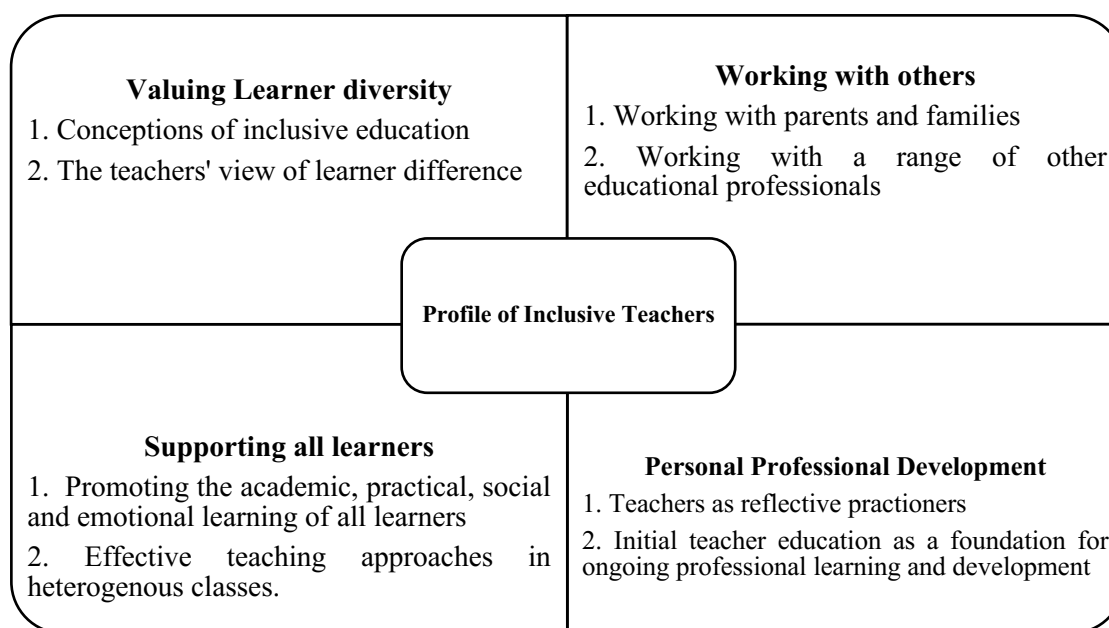 Valuing Learner diversity
1. Conceptions of inclusive education
2. The teachers' view of learner difference
Working with others
1. Working with parents and families
2. Working with a range of other
educational professionals
Profile of Inclusive Teachers
Supporting all learners
1. Promoting the academic, practical, social
and emotional learning of all learners
2. Effective teaching approaches in
heterogenous classes.
Personal Professional Development
1. Teachers as reflective practioners
2. Initial teacher education as a foundation for
ongoing professional learning and development